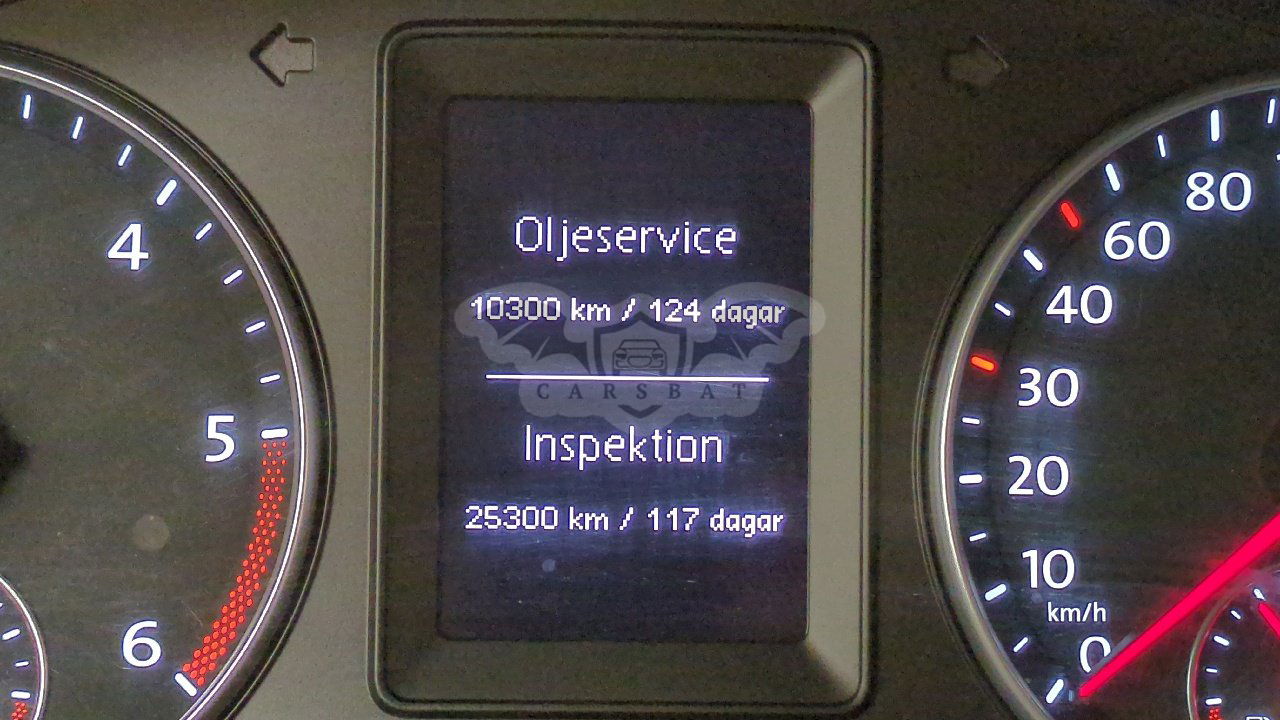 4
5
6
Oljeservice
10300 km / 124 dagar
CARSBAT
Inspektion
25300 km / 117 dagar
80
60
40
30
20
10
km/h
0